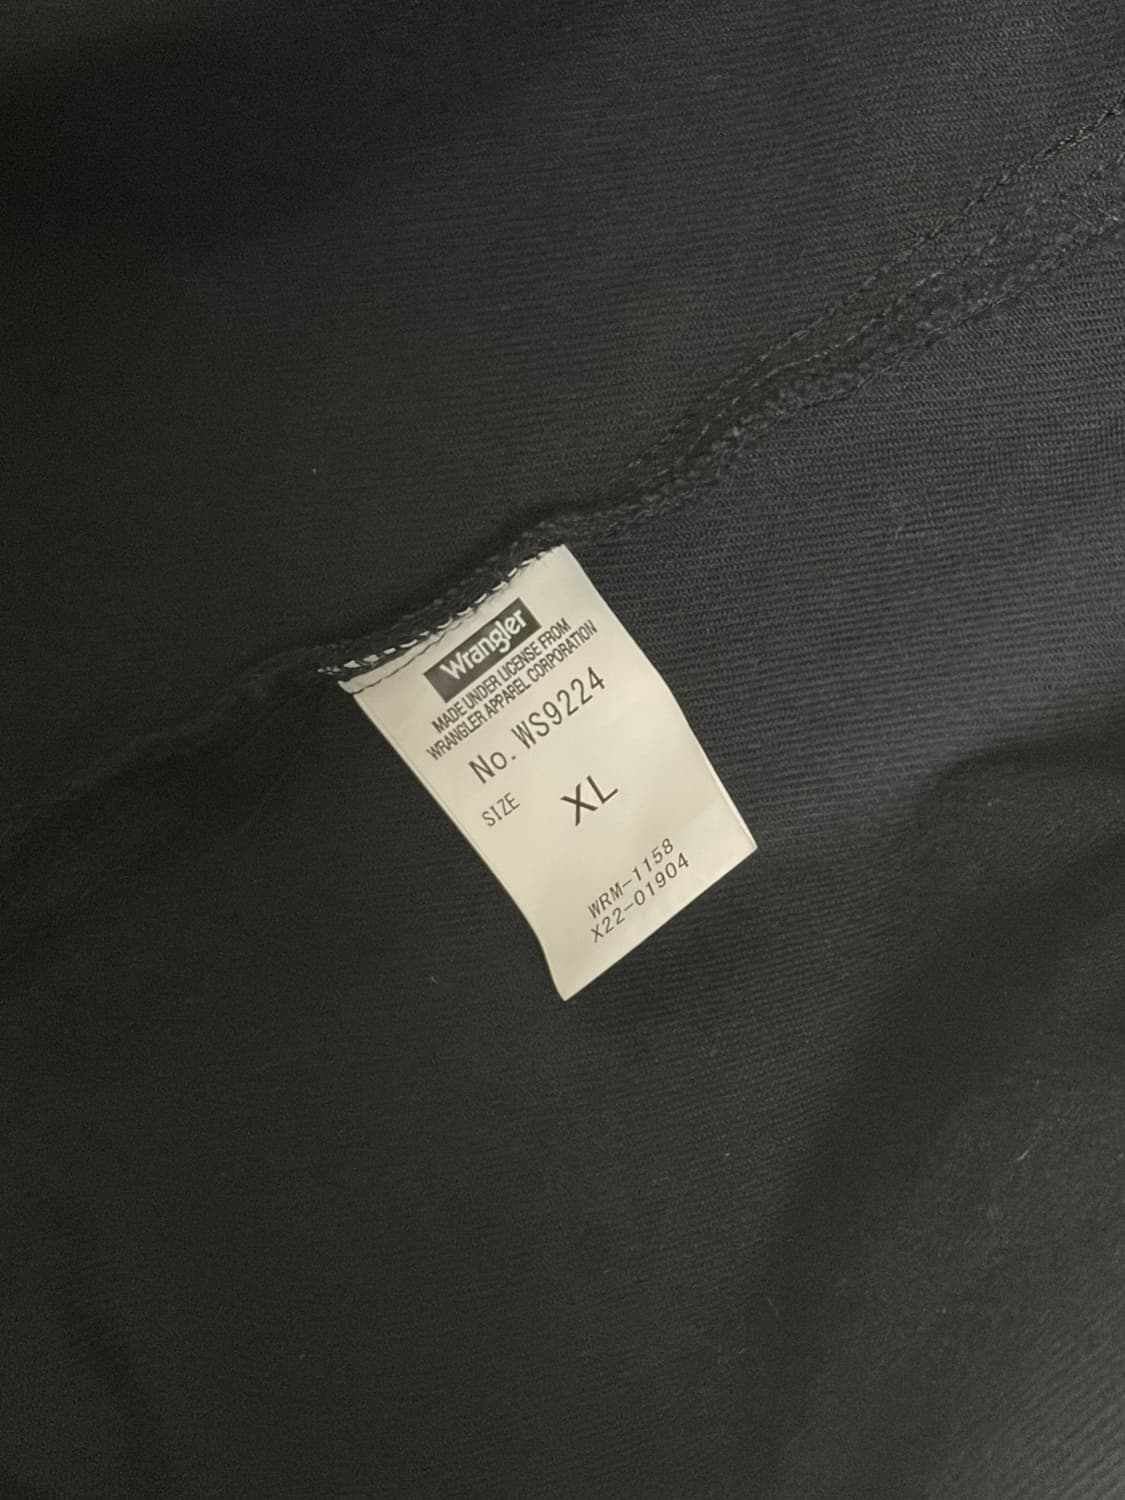 Wrangler
MADE UNDER LICENSE FROM
WRANGLER APPAREL CORPORATION
No. WS9224
SIZE XL
WRM-1158
X22-01904